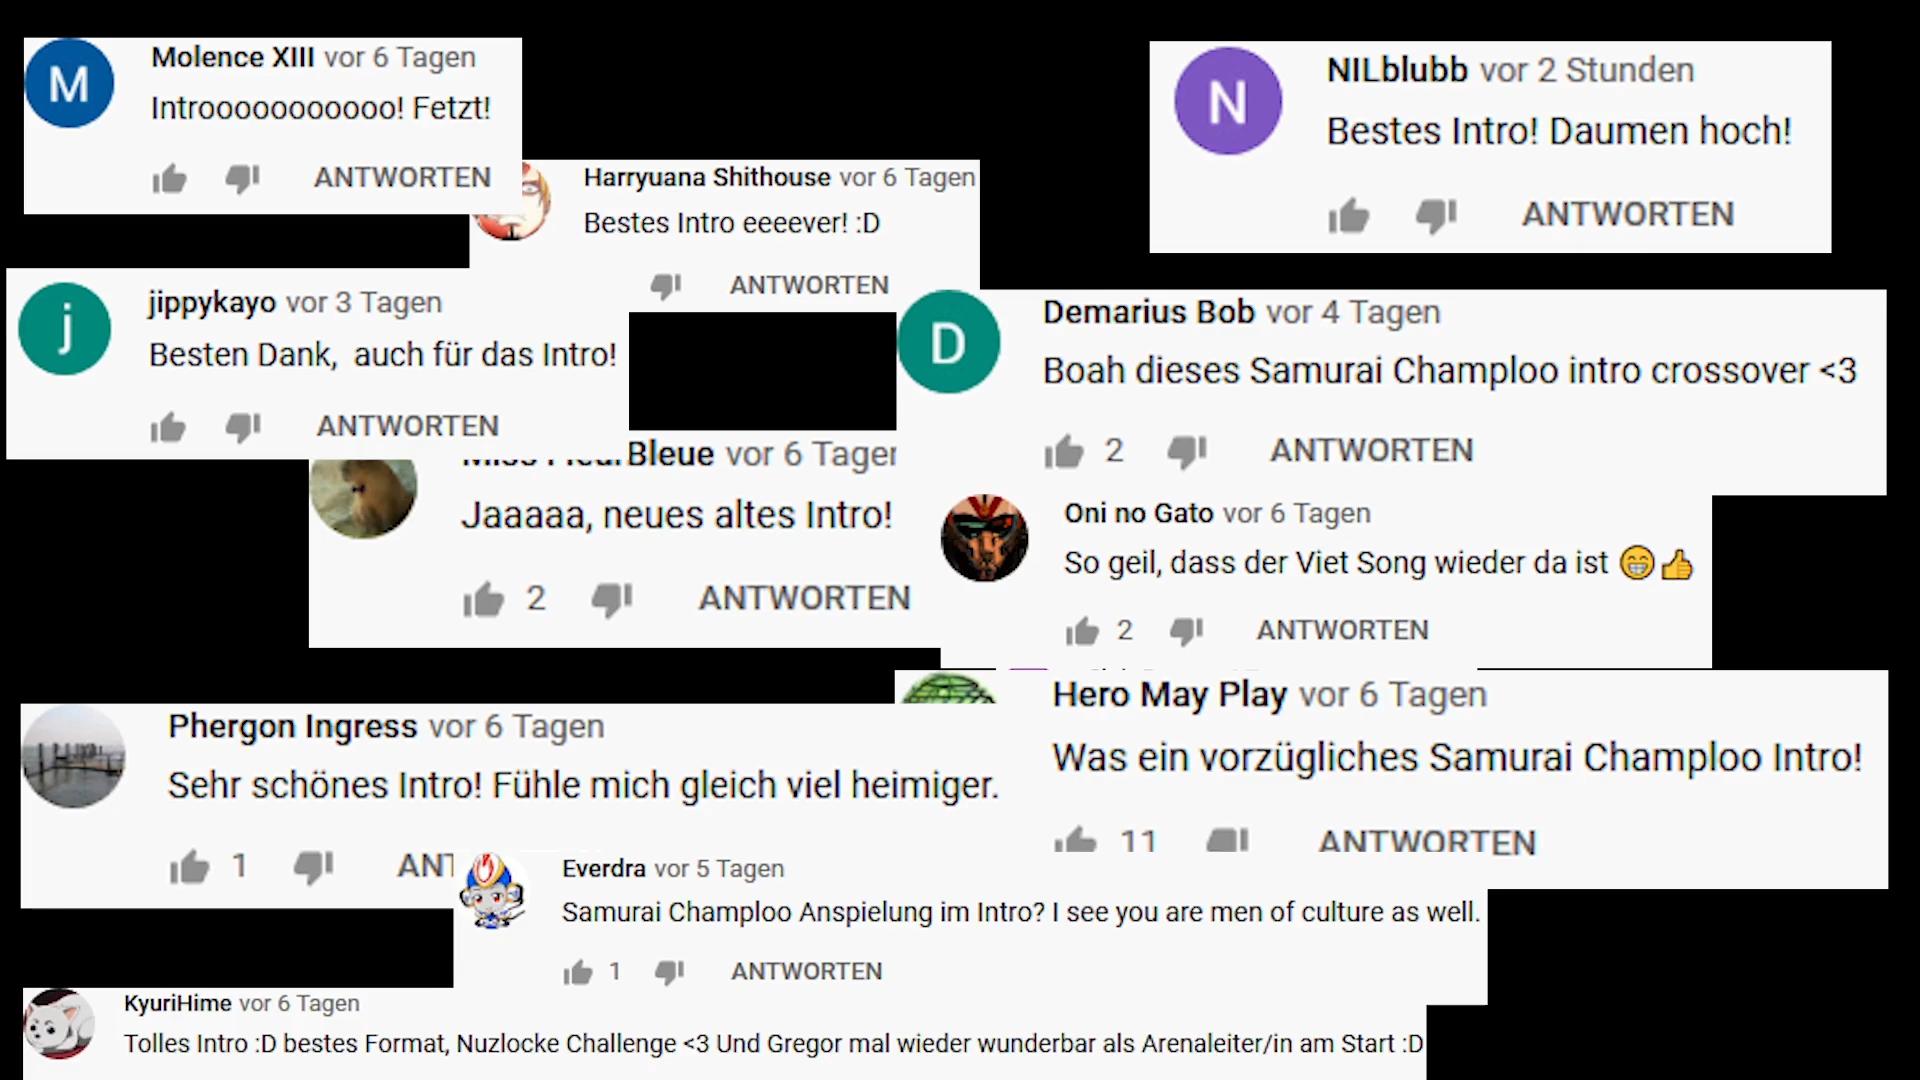 Molence XIII vor 6 Tagen
Introoooooooooo! Fetzt!
ANTWORTEN
NILblubb vor 2 Stunden
Bestes Intro! Daumen hoch!
ANTWORTEN
Harryuana Shithouse vor 6 Tagen
Bestes Intro eeeever! :D
ANTWORTEN
jippykayo vor 3 Tagen
Besten Dank, auch für das Intro!
ANTWORTEN
Demarius Bob vor 4 Tagen
Boah dieses Samurai Champloo intro crossover <3
2 ANTWORTEN
Bleue vor 6 Tagen
Jaaaaa, neues altes Intro!
2 ANTWORTEN
Oni no Gato vor 6 Tagen
So geil, dass der Viet Song wieder da ist 😁👍
2 ANTWORTEN
Hero May Play vor 6 Tagen
Was ein vorzügliches Samurai Champloo Intro!
11 ANTWORTEN
Phergon Ingress vor 6 Tagen
Sehr schönes Intro! Fühle mich gleich viel heimiger.
1 ANT
Everdra vor 5 Tagen
Samurai Champloo Anspielung im Intro? I see you are men of culture as well.
1 ANTWORTEN
KyuriHime vor 6 Tagen
Tolles Intro :D bestes Format, Nuzlocke Challenge <3 Und Gregor mal wieder wunderbar als Arenaleiter/in am Start :D